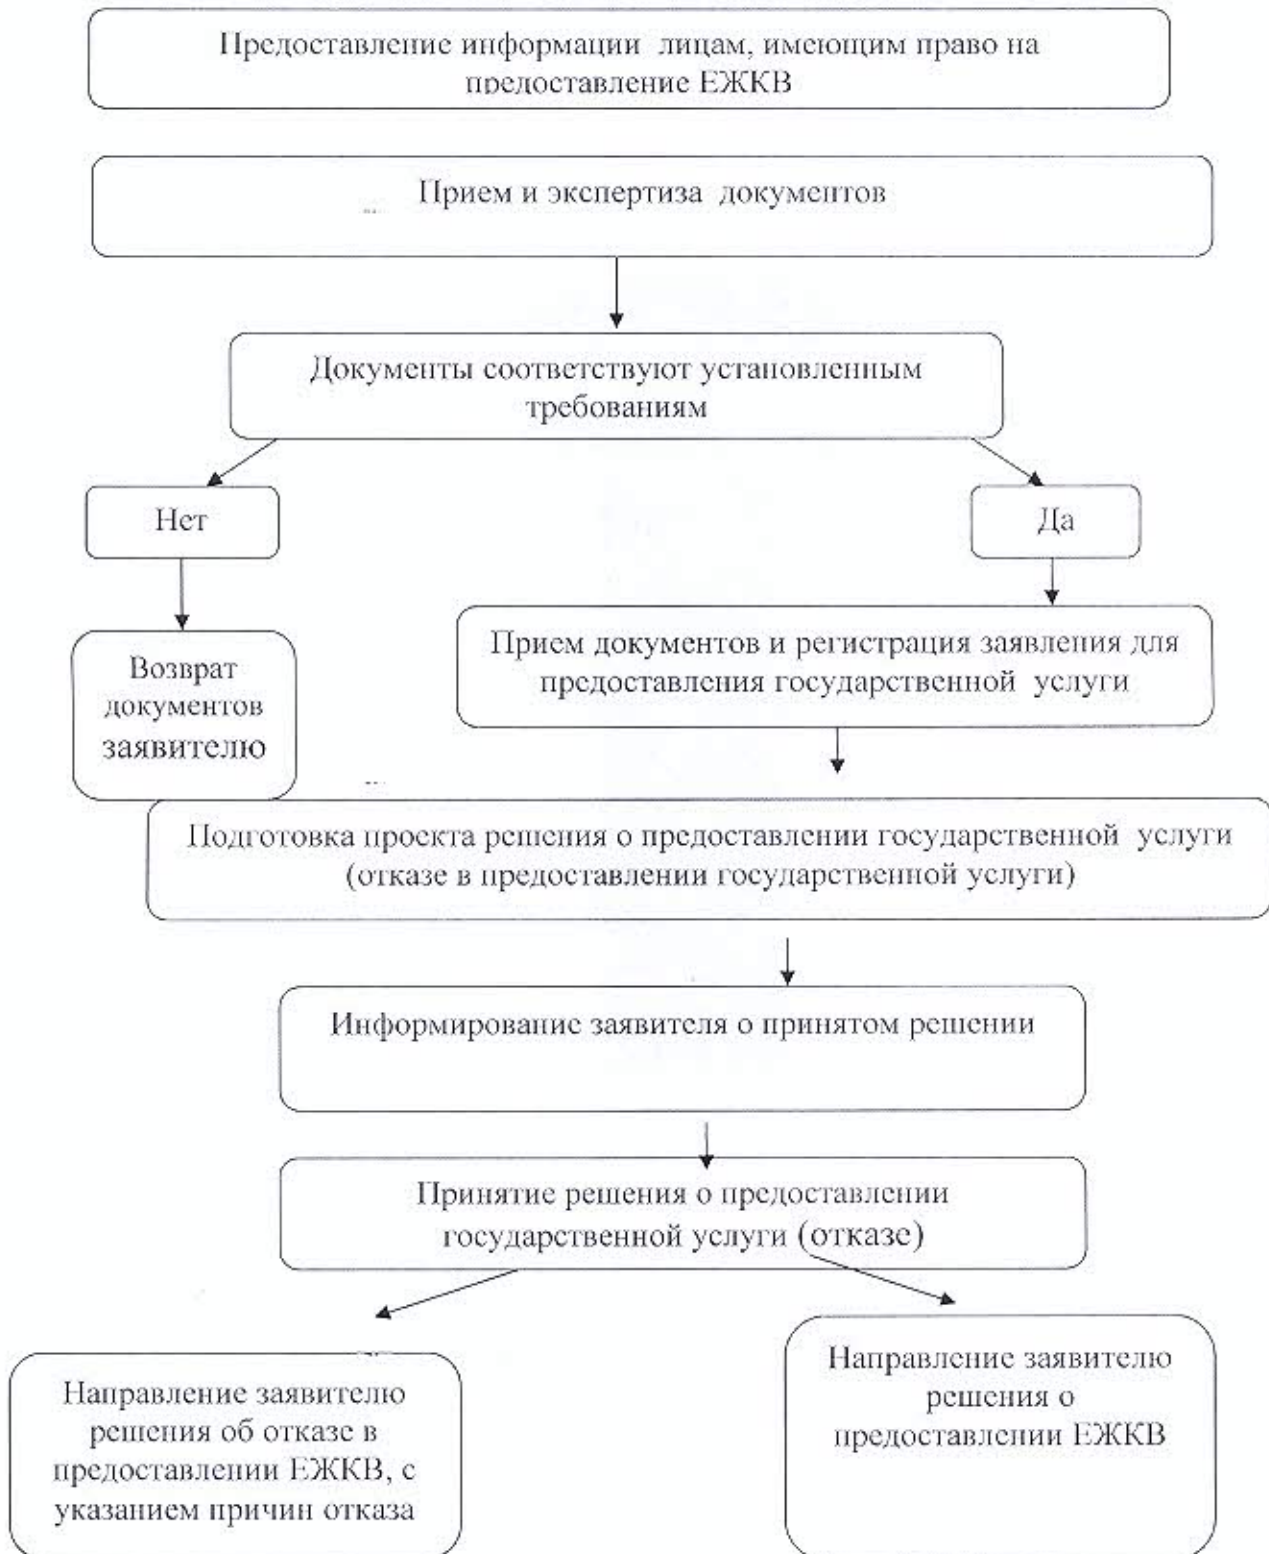 Предоставление информации лицам, имеющим право на
предоставление ЕЖКВ
Прием и экспертиза документов
Документы соответствуют установленным
требованиям
Нет
Да
Возврат
документов
заявителю
Прием документов и регистрация заявления для
предоставления государственной услуги
Подготовка проекта решения о предоставлении государственной услуги
(отказе в предоставлении государственной услуги)
Информирование заявителя о принятом решении
Принятие решения о предоставлении
государственной услуги (отказе)
Направление заявителю
решения об отказе в
предоставлении ЕЖКВ, с
указанием причин отказа
Направление заявителю
решения о
предоставлении ЕЖКВ